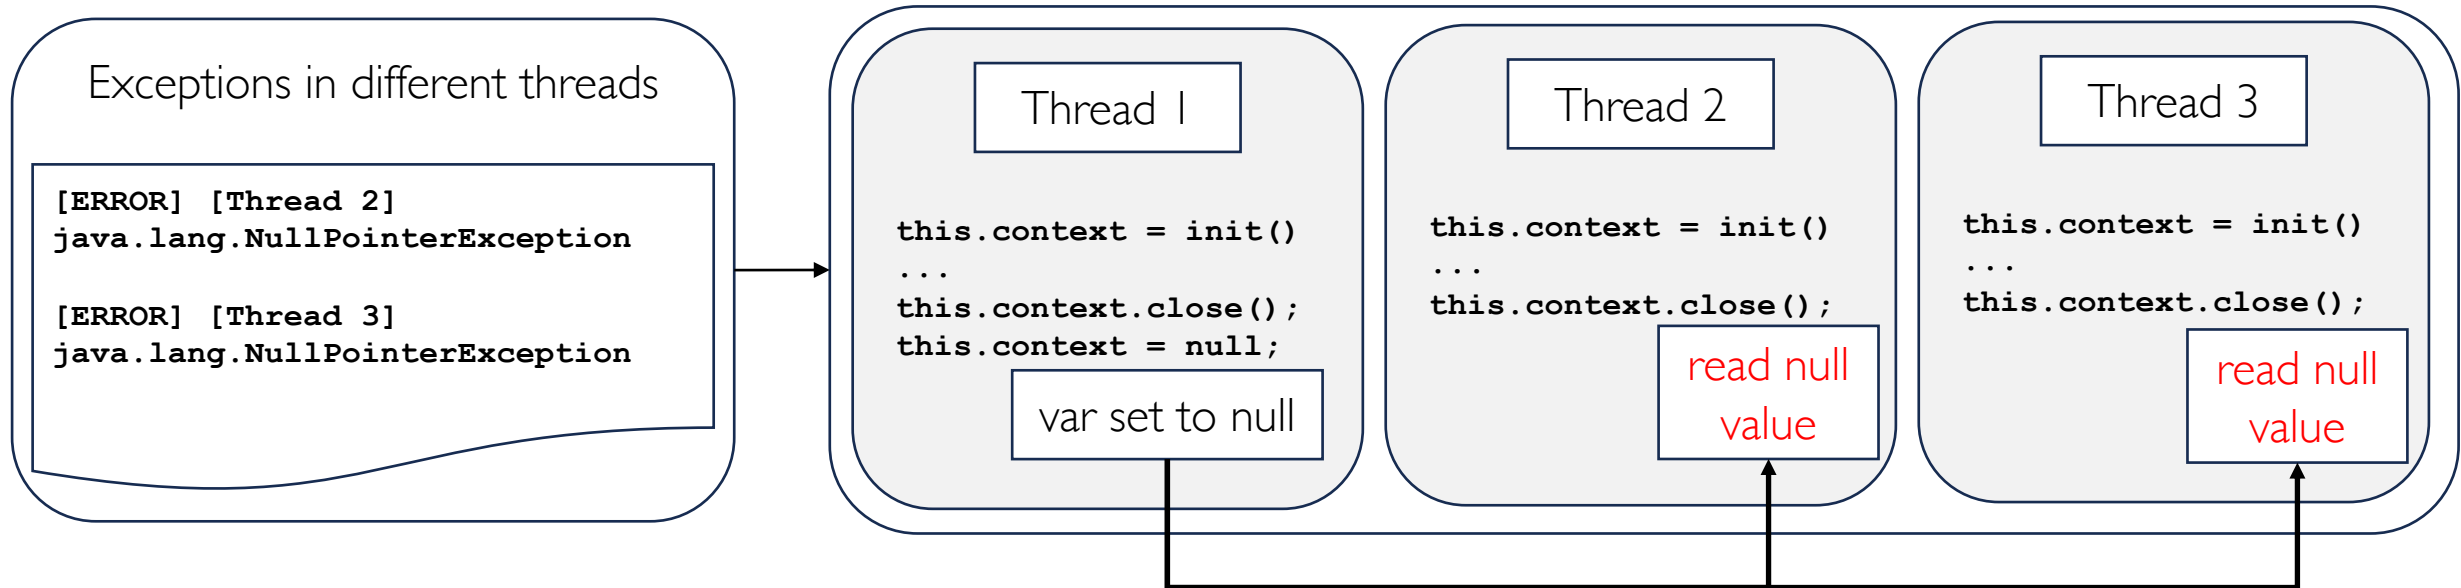 Exceptions in different threads
[ERROR] [Thread 2]
java.lang.NullPointerException
[ERROR] [Thread 3]
java.lang.NullPointerException
Thread 1
this.context = init()
...
this.context.close();
this.context = null;
var set to null
Thread 2
this.context = init()
...
this.context.close();
read null
value
Thread 3
this.context = init()
...
this.context.close();
read null
value